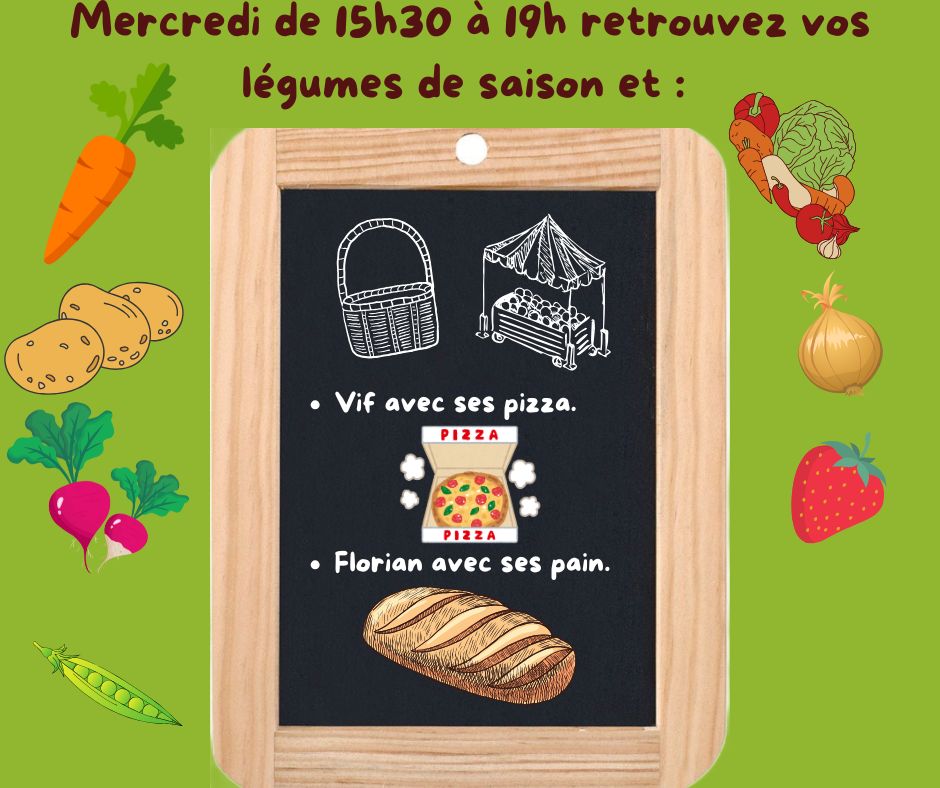 Mercredi de 15h30 à 19h retrouvez vos
légumes de saison et :
• Vif avec ses pizza.
PIZZA
PIZZA
• Florian avec ses pain.